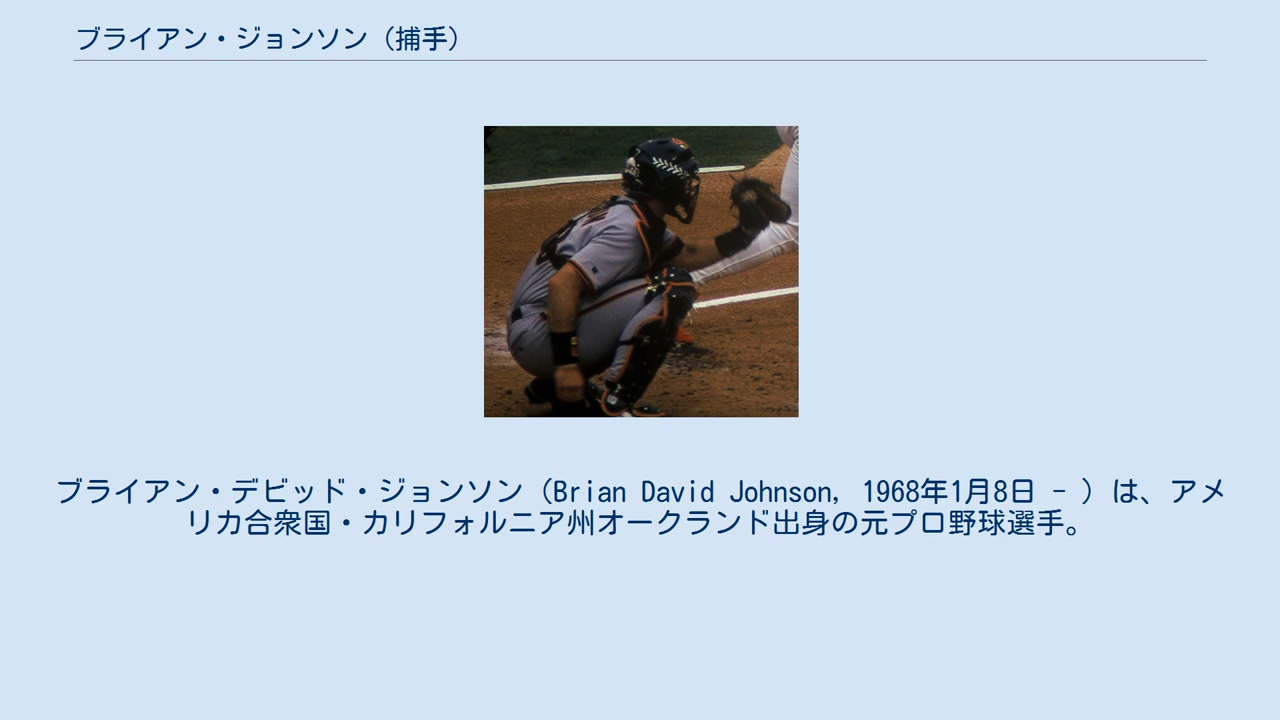 ブライアン・ジョンソン（捕手）
ブライアン・デビッド・ジョンソン（Brian David Johnson, 1968年1月8日 - ）は、アメ
リカ合衆国・カリフォルニア州オークランド出身の元プロ野球選手。